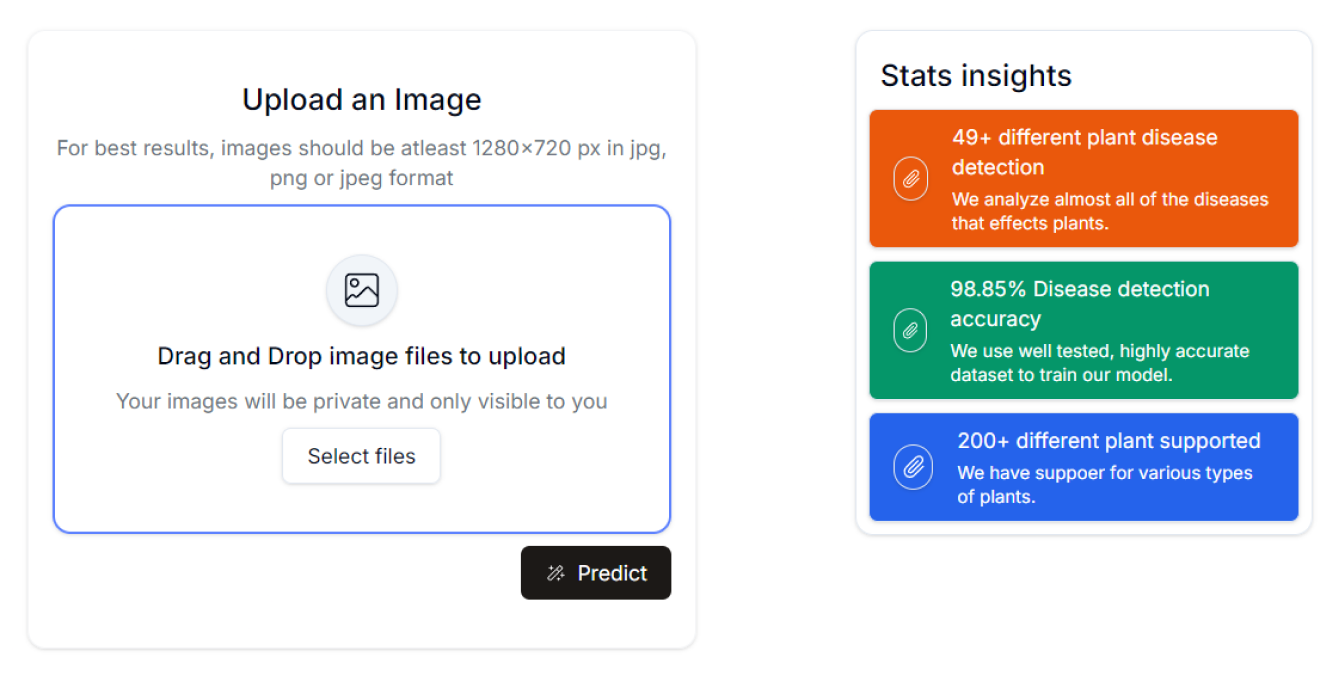 Upload an Image
For best results, images should be atleast 1280×720 px in jpg,
png or jpeg format
Drag and Drop image files to upload
Your images will be private and only visible to you
Select files
Predict
Stats insights
49+ different plant disease
detection
We analyze almost all of the diseases
that effects plants.
98.85% Disease detection
accuracy
We use well tested, highly accurate
dataset to train our model.
200+ different plant supported
We have suppoer for various types
of plants.